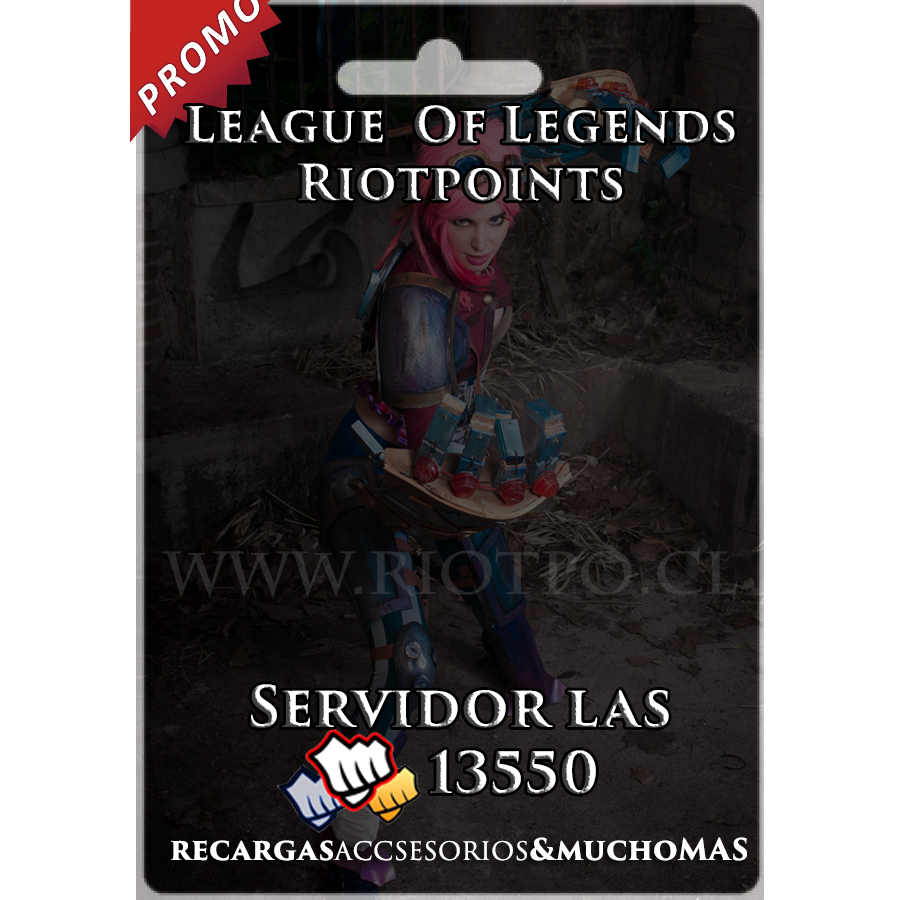 PROMO
LEAGUE OF LEGENDS
RIOTPOINTS
WWW.RIOTPO.CL
SERVIDOR LAS
13550
RECARGASACCSESORIOS&MUCHOMAS